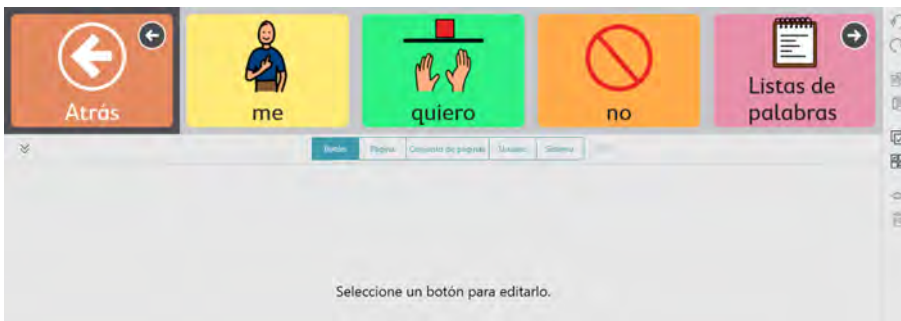 Atrás
me
quiero
no
Listas de
palabras
Botón Página Conjunto de páginas Usuario Sistema
Seleccione un botón para editarlo.